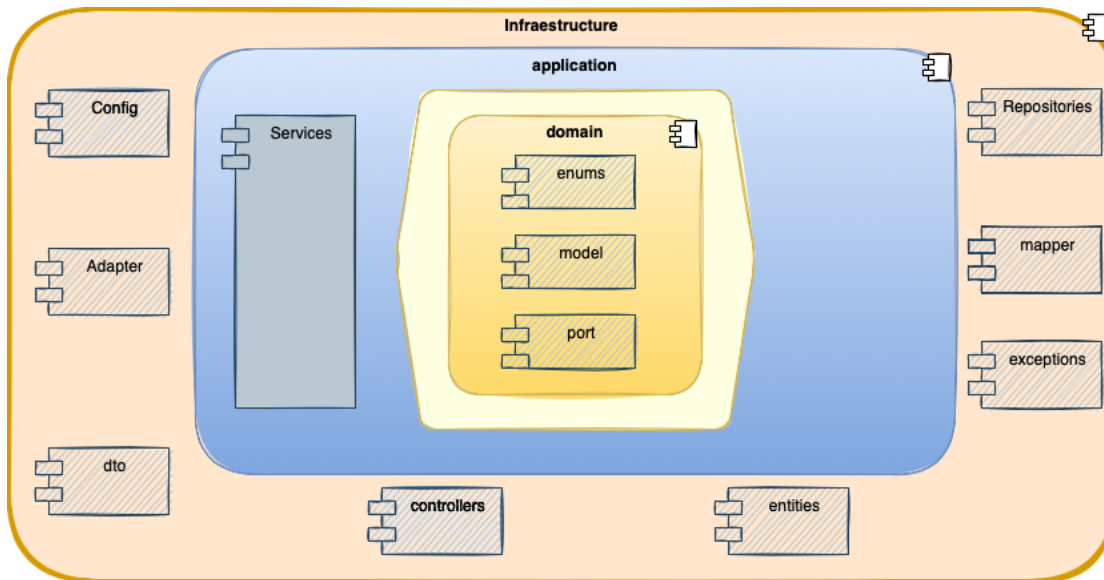 Infraestructure
application
Config
Services
domain
Repositories
enums
Adapter
model
mapper
port
exceptions
dto
controllers
entities